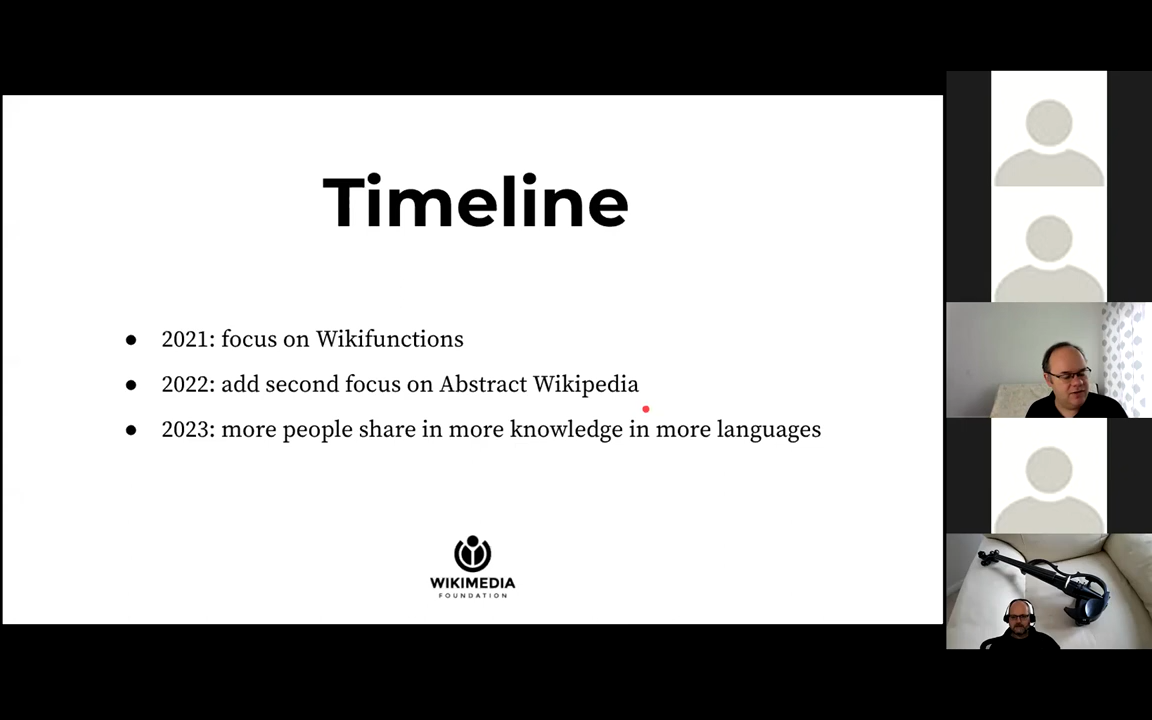 Timeline
● 2021: focus on Wikifunctions
● 2022: add second focus on Abstract Wikipedia
● 2023: more people share in more knowledge in more languages
WIKIMEDIA
FOUNDATION